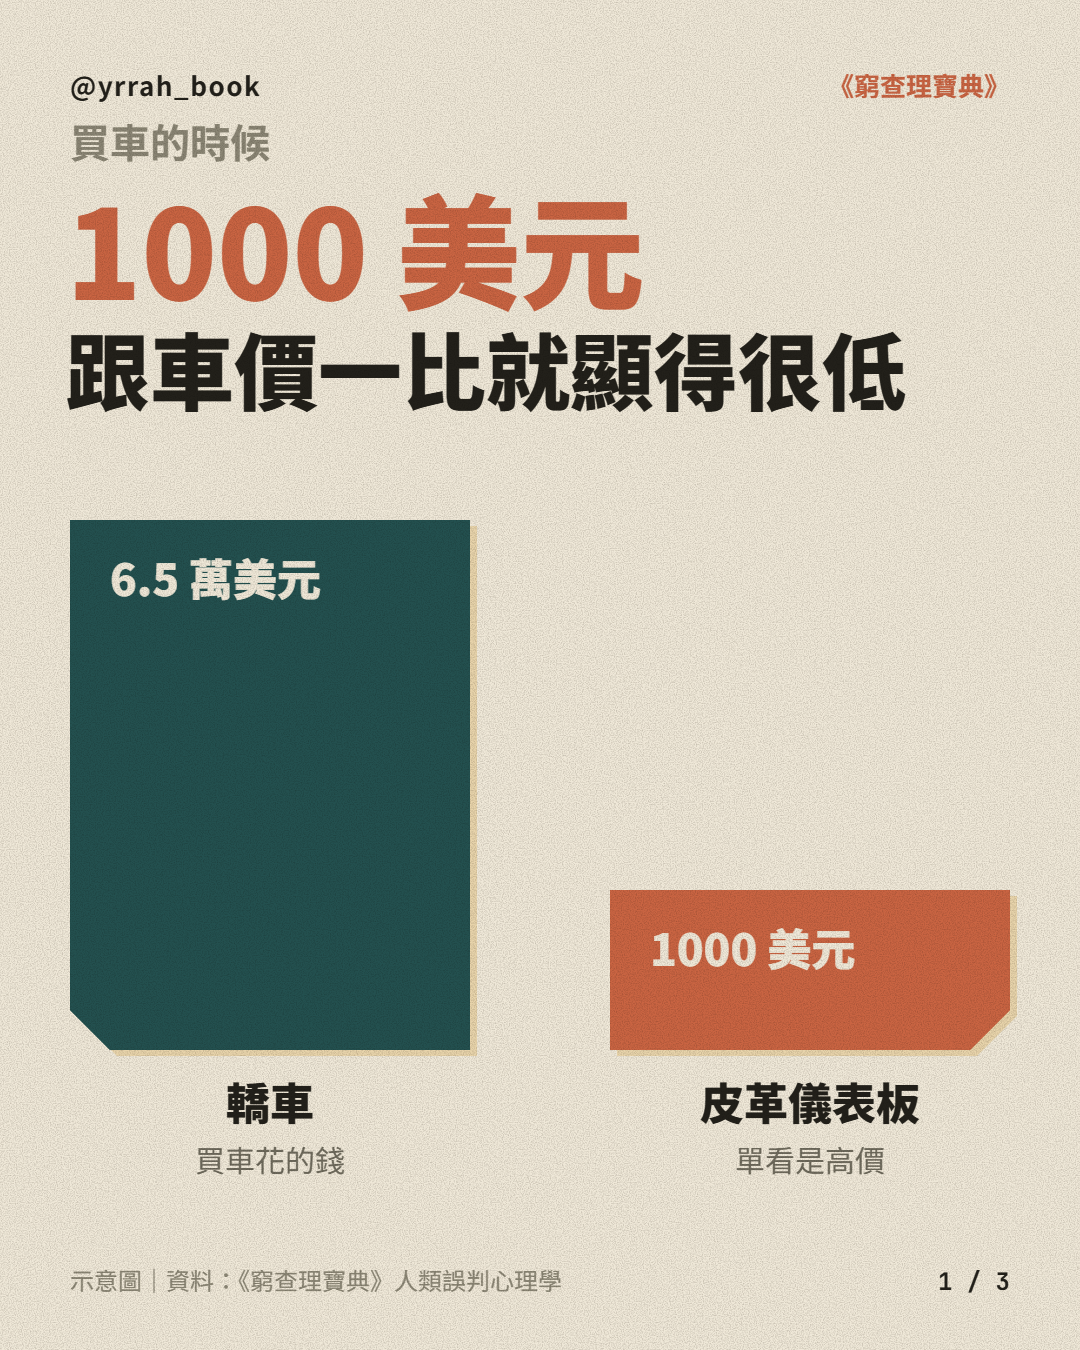 @yrrah_book
《窮查理寶典》
買車的時候
1000 美元
跟車價一比就顯得很低
6.5 萬美元
1000 美元
轎車
皮革儀表板
買車花的錢
單看是高價
示意圖｜資料：《窮查理寶典》人類誤判心理學
1 / 3